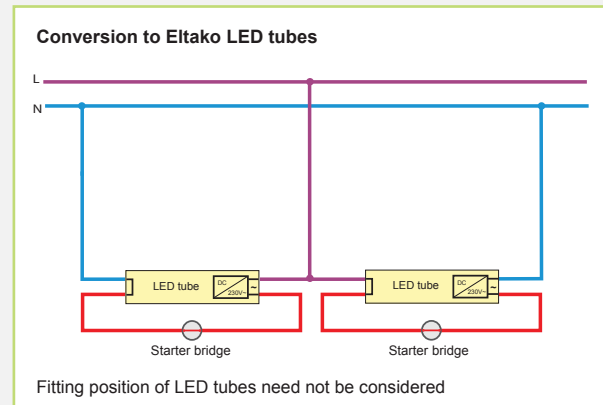 Conversion to Eltako LED tubes
L
N
LED tube
DC
230V~
~
LED tube
DC
230V~
~
Starter bridge
Starter bridge
Fitting position of LED tubes need not be considered